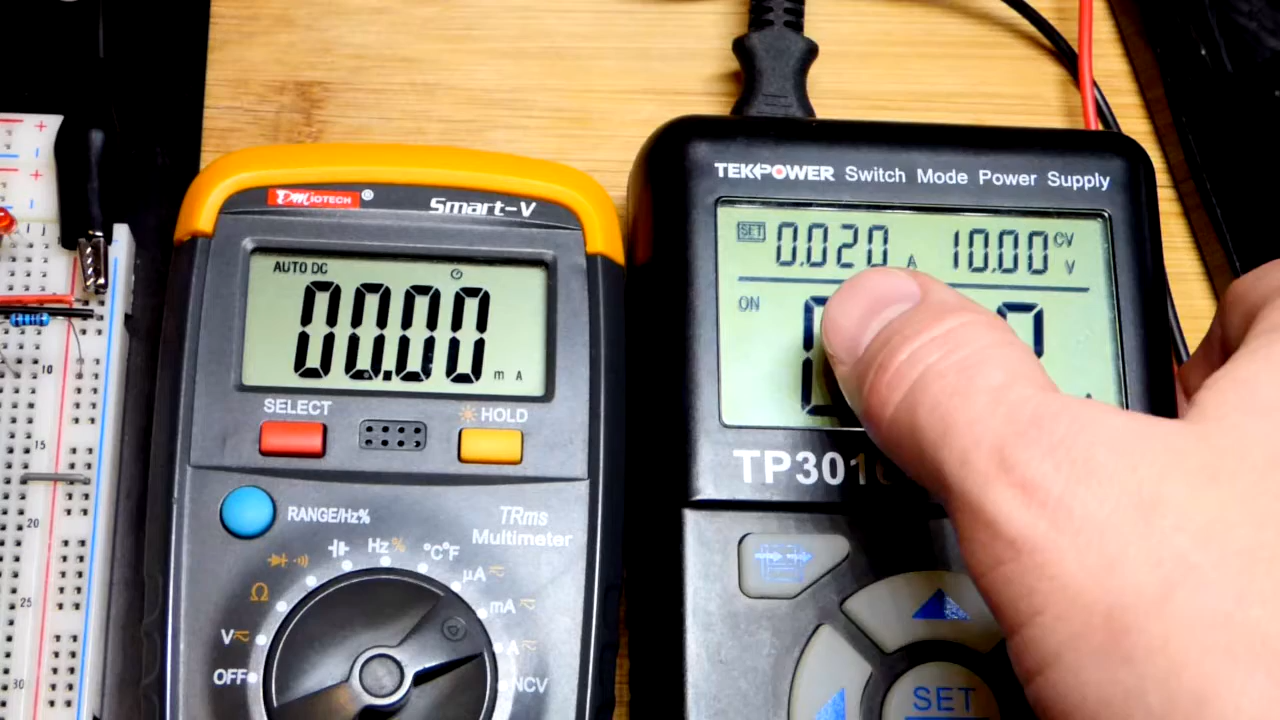 TEKPOWER Switch Mode Power Supply
SET 0.020 A 10.00 CV V
ON
DMiOTECH ® Smart-V
AUTO DC
00.00 m A
SELECT HOLD
RANGE/Hz%
TRms
Multimeter
Hz%
°C°F
µA
mA
A
NCV
Ω
V
OFF
SET
10
15
20
25
30